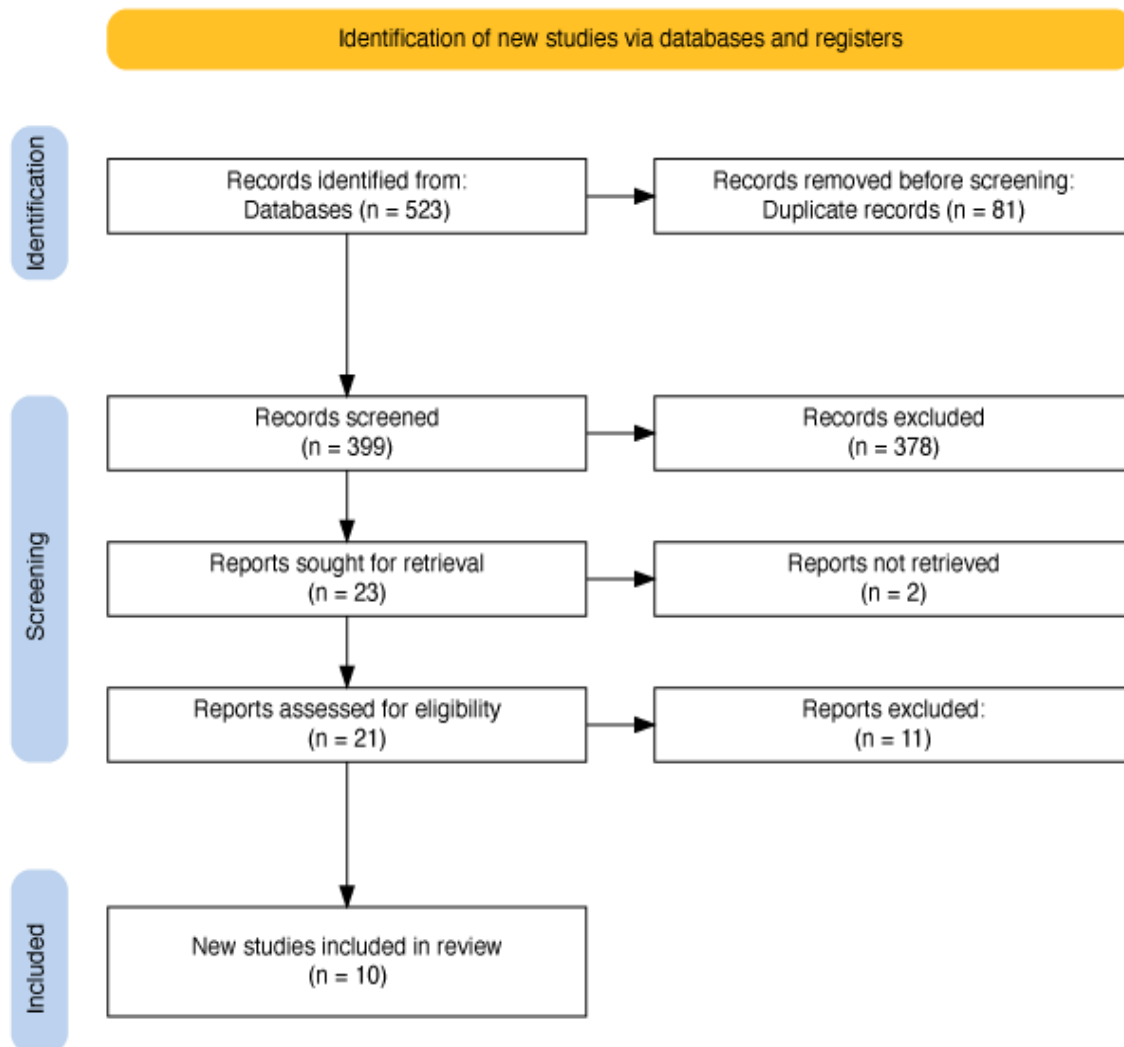 Identification of new studies via databases and registers
Identification
Records identified from:
Databases (n = 523)
Records removed before screening:
Duplicate records (n = 81)
Screening
Records screened
(n = 399)
Records excluded
(n = 378)
Reports sought for retrieval
(n = 23)
Reports not retrieved
(n = 2)
Reports assessed for eligibility
(n = 21)
Reports excluded:
(n = 11)
Included
New studies included in review
(n = 10)